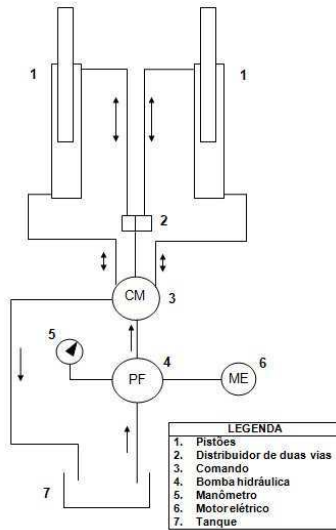 1
1
2
CM
3
5
4
6
PF
ME
7
LEGENDA
1. Pistões
2. Distribuidor de duas vias
3. Comando
4. Bomba hidráulica
5. Manômetro
6. Motor elétrico
7. Tanque